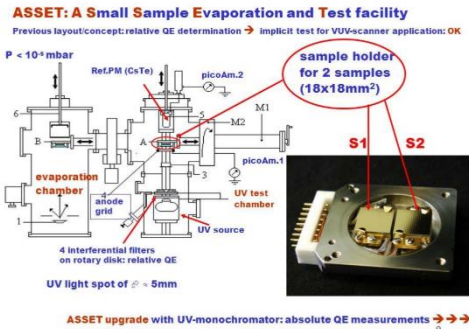 ASSET: A Small Sample Evaporation and Test facility
Previous layout/concept: relative QE determination → implicit test for VUV-scanner application: OK
P < 10⁻⁵ mbar
Ref.PM (CsTe)
picoAm.2
sample holder
for 2 samples
(18x18mm²)
M1
M2
6
5
B
A
S1
S2
picoAm.1
4
3
evaporation
chamber
anode
grid
UV test
chamber
1
2
UV source
4 interferential filters
on rotary disk: relative QE
UV light spot of
≈ 5mm
ASSET upgrade with UV-monochromator: absolute QE measurements →→→